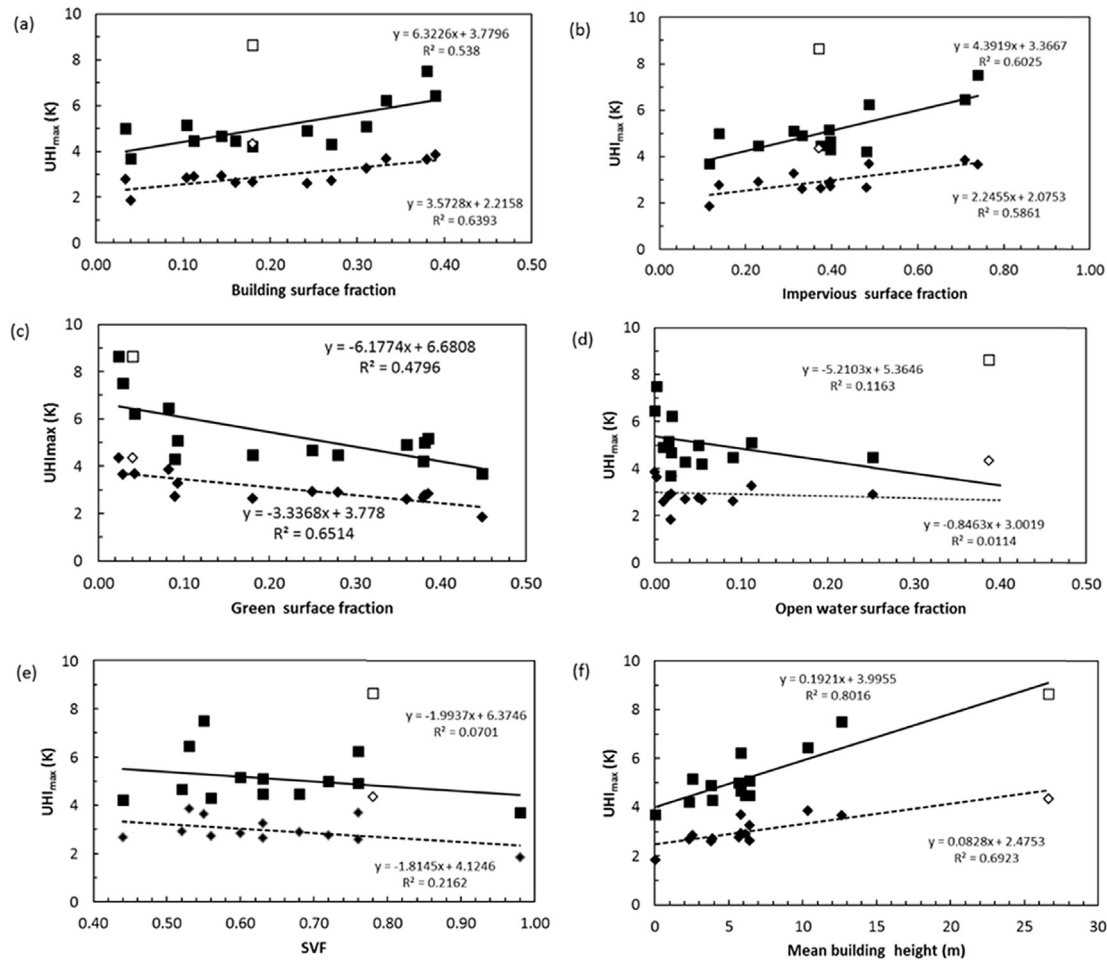 (a)
10
8
6
4
2
0
UHImax (K)
y = 6.3226x + 3.7796
R² = 0.538
y = 3.5728x + 2.2158
R² = 0.6393
0.00 0.10 0.20 0.30 0.40 0.50
Building surface fraction
(b)
10
8
6
4
2
0
UHImax (K)
y = 4.3919x + 3.3667
R² = 0.6025
y = 2.2455x + 2.0753
R² = 0.5861
0.00 0.20 0.40 0.60 0.80 1.00
Impervious surface fraction
(c)
10
8
6
4
2
0
UHImax (K)
y = -6.1774x + 6.6808
R² = 0.4796
y = -3.3368x + 3.778
R² = 0.6514
0.00 0.10 0.20 0.30 0.40 0.50
Green surface fraction
(d)
10
8
6
4
2
0
UHImax (K)
y = -5.2103x + 5.3646
R² = 0.1163
y = -0.8463x + 3.0019
R² = 0.0114
0.00 0.10 0.20 0.30 0.40 0.50
Open water surface fraction
(e)
10
8
6
4
2
0
UHImax (K)
y = -1.9937x + 6.3746
R² = 0.0701
y = -1.8145x + 4.1246
R² = 0.2162
0.40 0.50 0.60 0.70 0.80 0.90 1.00
SVF
(f)
10
8
6
4
2
0
UHImax (K)
y = 0.1921x + 3.9955
R² = 0.8016
y = 0.0828x + 2.4753
R² = 0.6923
0 5 10 15 20 25 30
Mean building height (m)